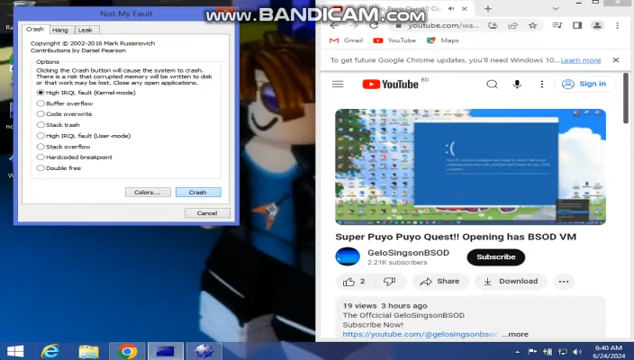 www.BANDICAM.com
Not My Fault
Crash Hang Leak
Copyright © 2002-2016 Mark Russinovich
Contributions by Daniel Pearson
Options
Clicking the Crash button will cause the system to crash.
There is a risk that corrupted memory will be written to disk
or that work may be lost. Close any open applications.
High IRQL fault (Kernel-mode)
Buffer overflow
Code overwrite
Stack trash
High IRQL fault (User-mode)
Stack overflow
Hardcoded breakpoint
Double free
Colors... Crash
Cancel
youtube.com/wa...
Gmail YouTube Maps
To get future Google Chrome updates, you'll need Windows 10... Learn more
YouTube BD
Sign in
:(
Super Puyo Puyo Quest!! Opening has BSOD VM
GeloSingsonBSOD
2.21K subscribers
Subscribe
2 Share Download
19 views 3 hours ago
The Offcicial GeloSingsonBSOD
Subscribe Now!
https://youtube.com/@gelosingsonbsod ...more
6:40 AM
6/24/2024